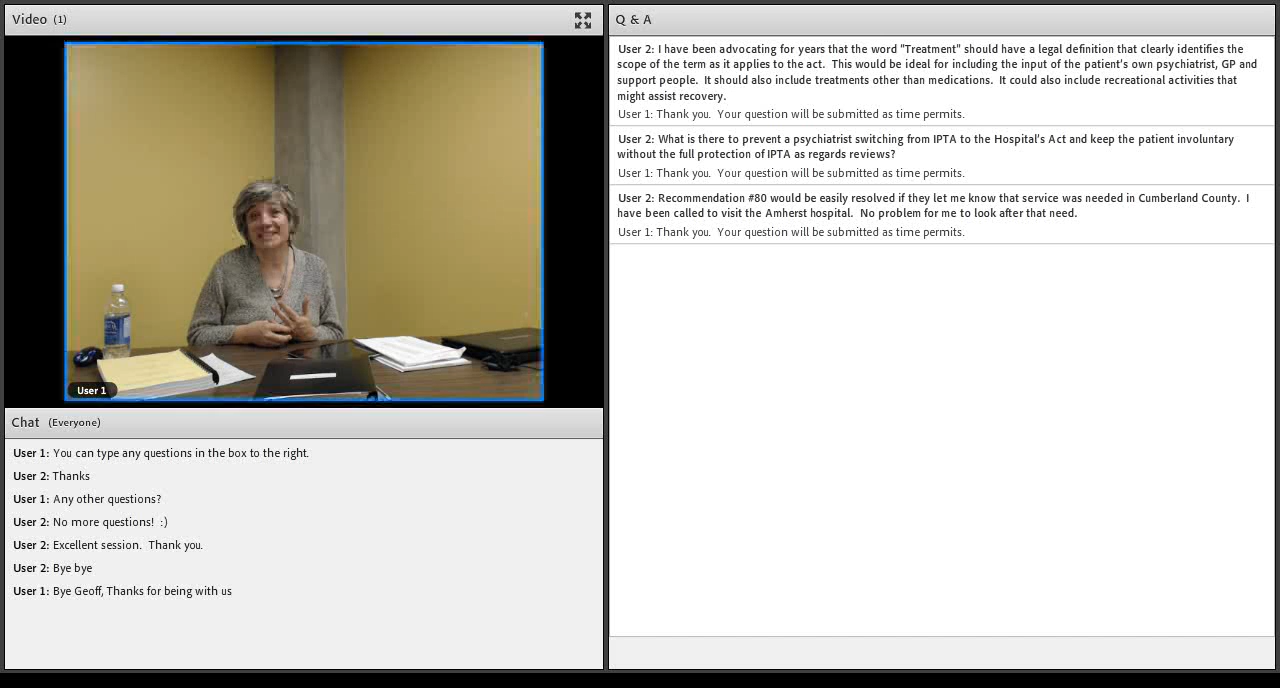 Video (1)
User 1
Chat (Everyone)
User 1: You can type any questions in the box to the right.
User 2: Thanks
User 1: Any other questions?
User 2: No more questions!  :)
User 2: Excellent session.  Thank you.
User 2: Bye bye
User 1: Bye Geoff, Thanks for being with us
Q & A
User 2: I have been advocating for years that the word "Treatment" should have a legal definition that clearly identifies the
scope of the term as it applies to the act.  This would be ideal for including the input of the patient's own psychiatrist, GP and
support people.  It should also include treatments other than medications.  It could also include recreational activities that
might assist recovery.
User 1: Thank you.  Your question will be submitted as time permits.
User 2: What is there to prevent a psychiatrist switching from IPTA to the Hospital's Act and keep the patient involuntary
without the full protection of IPTA as regards reviews?
User 1: Thank you.  Your question will be submitted as time permits.
User 2: Recommendation #80 would be easily resolved if they let me know that service was needed in Cumberland County.  I
have been called to visit the Amherst hospital.  No problem for me to look after that need.
User 1: Thank you.  Your question will be submitted as time permits.